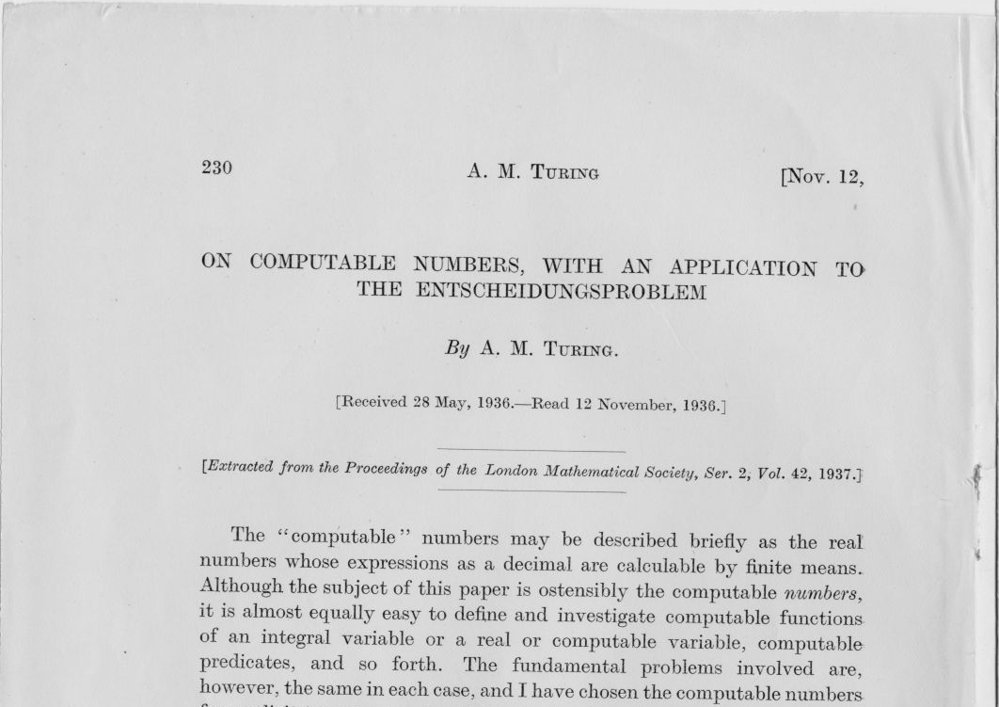 230 A. M. TURING [Nov. 12,
ON COMPUTABLE NUMBERS, WITH AN APPLICATION TO
THE ENTSCHEIDUNGSPROBLEM
By A. M. TURING.
[Received 28 May, 1936.—Read 12 November, 1936.]
[Extracted from the Proceedings of the London Mathematical Society, Ser. 2, Vol. 42, 1937.]
The “computable” numbers may be described briefly as the real
numbers whose expressions as a decimal are calculable by finite means.
Although the subject of this paper is ostensibly the computable numbers,
it is almost equally easy to define and investigate computable functions
of an integral variable or a real or computable variable, computable
predicates, and so forth. The fundamental problems involved are,
however, the same in each case, and I have chosen the computable numbers